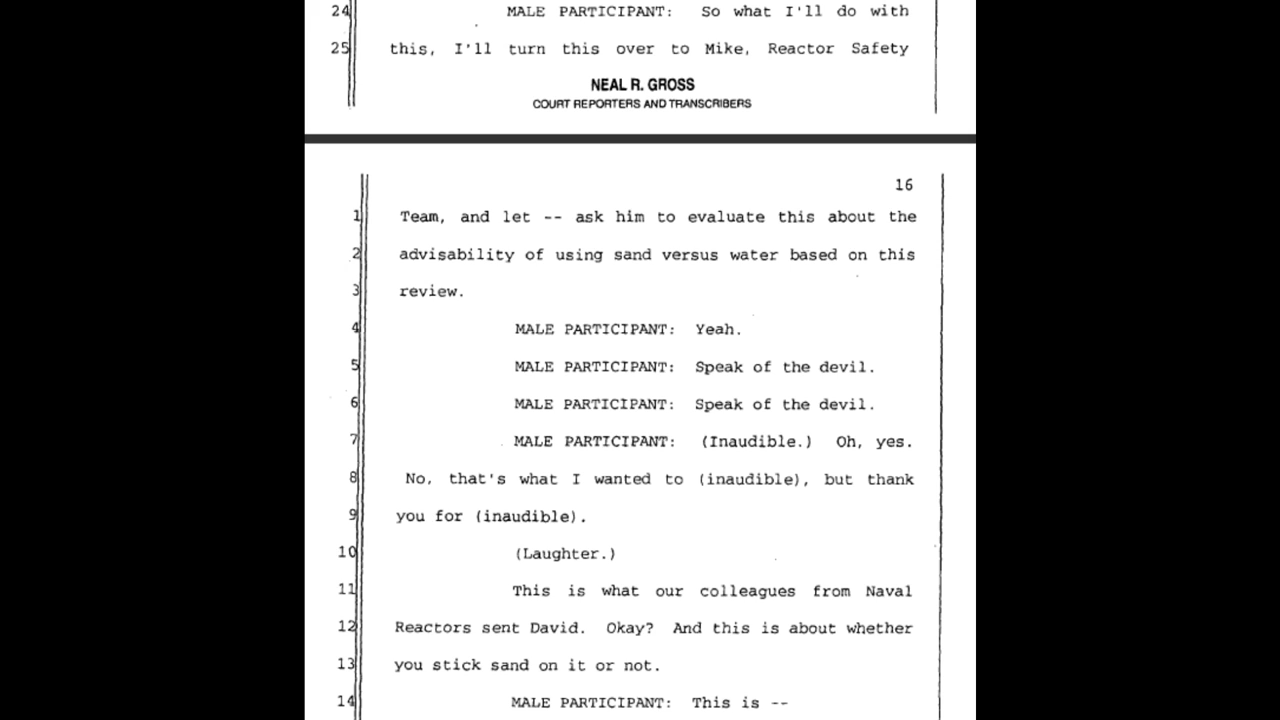 24 MALE PARTICIPANT: So what I'll do with
25 this, I'll turn this over to Mike, Reactor Safety
NEAL R. GROSS
COURT REPORTERS AND TRANSCRIBERS
16
1 Team, and let -- ask him to evaluate this about the
2 advisability of using sand versus water based on this
3 review.
4 MALE PARTICIPANT: Yeah.
5 MALE PARTICIPANT: Speak of the devil.
6 MALE PARTICIPANT: Speak of the devil.
7 MALE PARTICIPANT: (Inaudible.) Oh, yes.
8 No, that's what I wanted to (inaudible), but thank
9 you for (inaudible).
10 (Laughter.)
11 This is what our colleagues from Naval
12 Reactors sent David. Okay? And this is about whether
13 you stick sand on it or not.
14 MALE PARTICIPANT: This is --